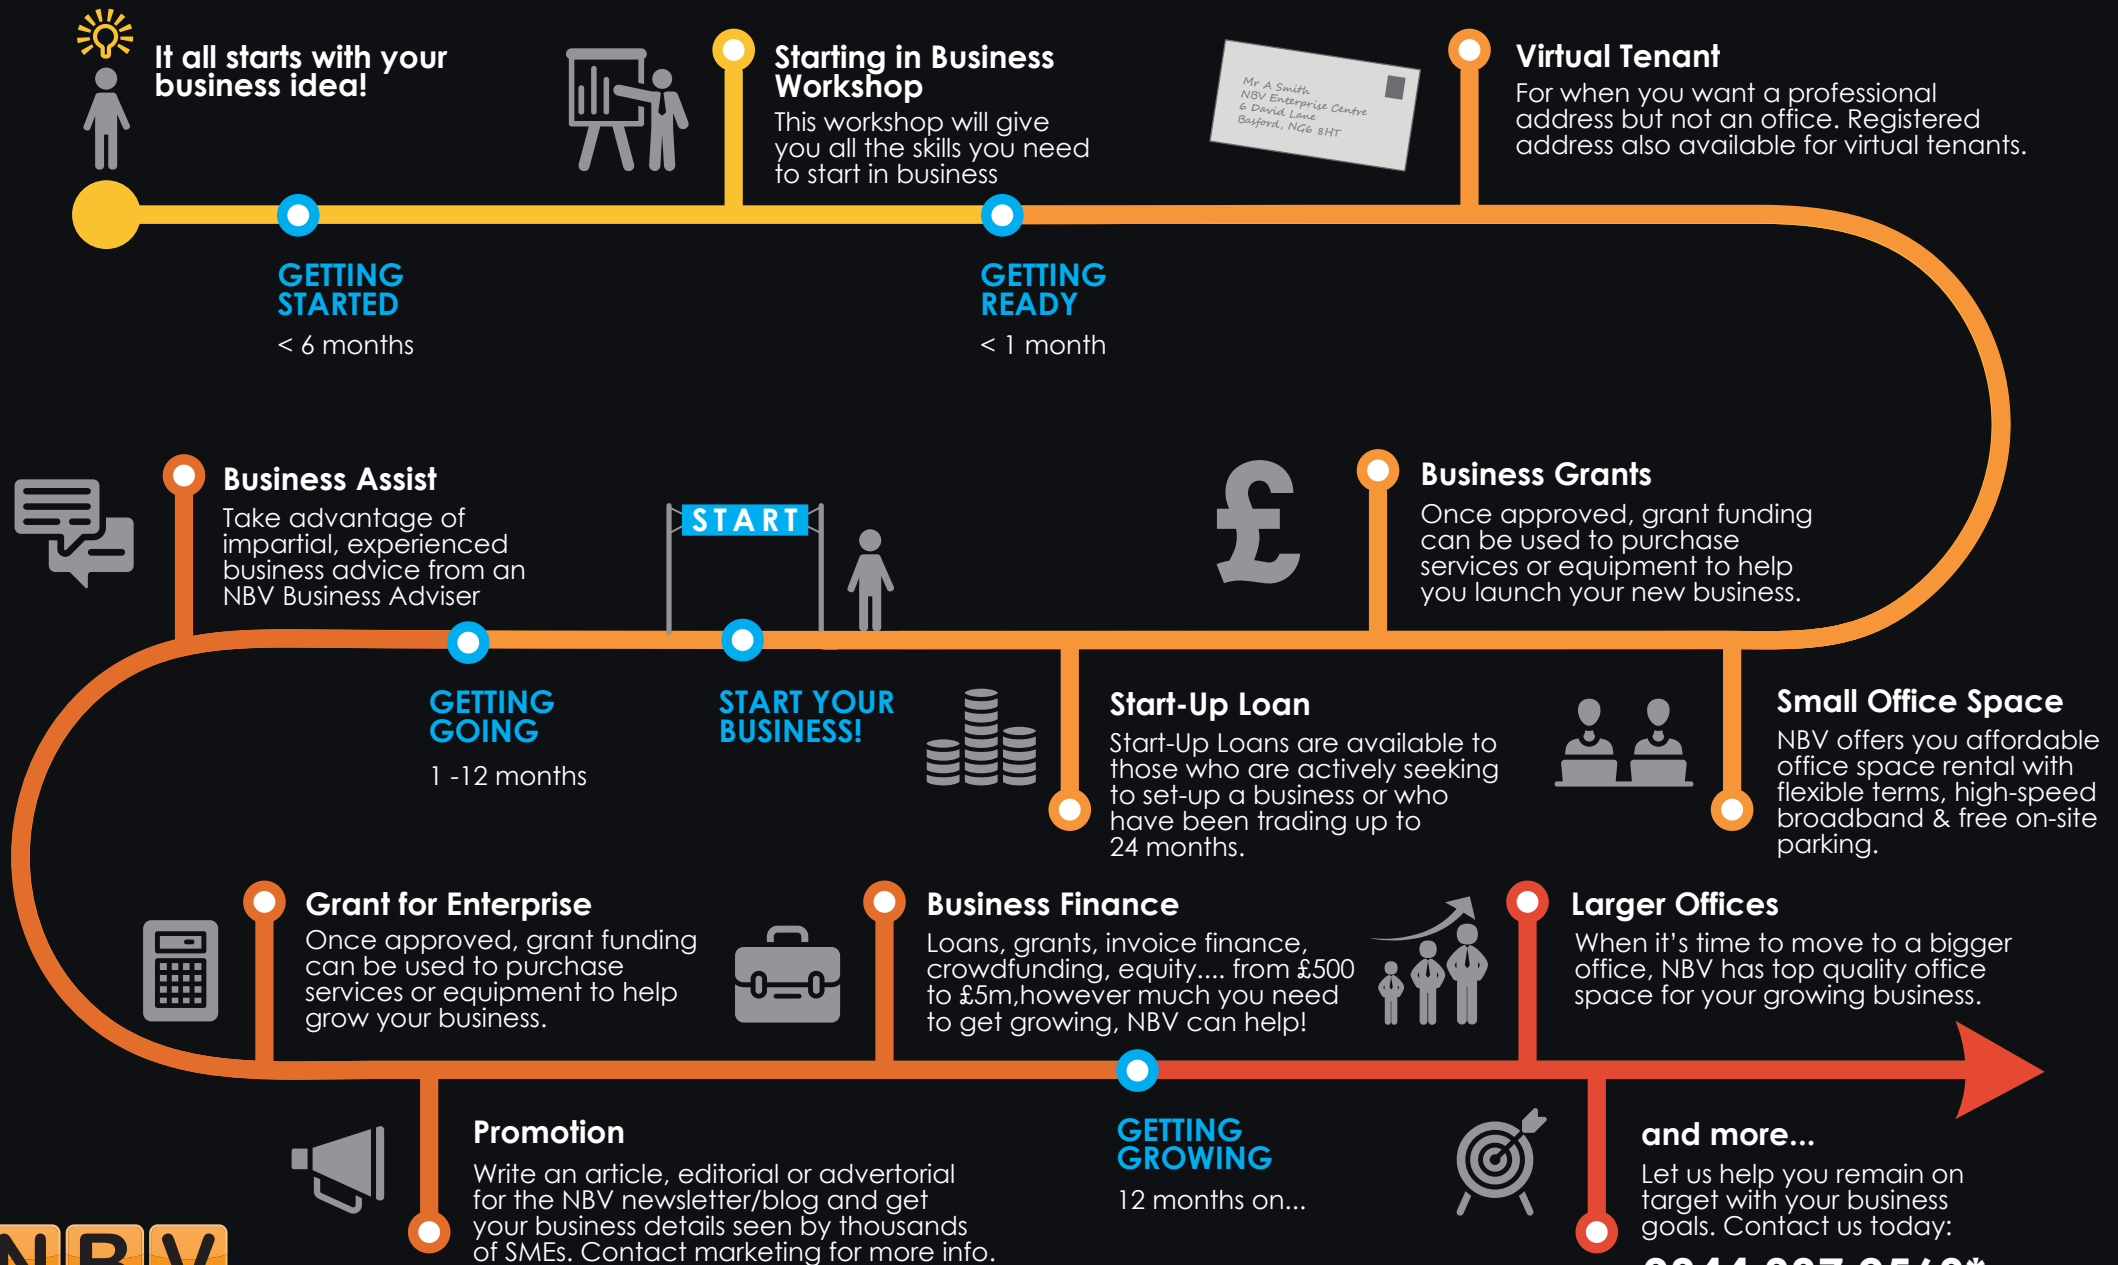 It all starts with your
business idea!
Starting in Business
Workshop
This workshop will give
you all the skills you need
to start in business
Mr A Smith
NBV Enterprise Centre
6 David Lane
Basford, NG6 8HT
Virtual Tenant
For when you want a professional
address but not an office. Registered
address also available for virtual tenants.
GETTING
STARTED
< 6 months
GETTING
READY
< 1 month
Business Assist
Take advantage of
impartial, experienced
business advice from an
NBV Business Adviser
START
Business Grants
Once approved, grant funding
can be used to purchase
services or equipment to help
you launch your new business.
GETTING
GOING
1 -12 months
START YOUR
BUSINESS!
Start-Up Loan
Start-Up Loans are available to
those who are actively seeking
to set-up a business or who
have been trading up to
24 months.
Small Office Space
NBV offers you affordable
office space rental with
flexible terms, high-speed
broadband & free on-site
parking.
Grant for Enterprise
Once approved, grant funding
can be used to purchase
services or equipment to help
grow your business.
Business Finance
Loans, grants, invoice finance,
crowdfunding, equity.... from £500
to £5m,however much you need
to get growing, NBV can help!
Larger Offices
When it's time to move to a bigger
office, NBV has top quality office
space for your growing business.
Promotion
Write an article, editorial or advertorial
for the NBV newsletter/blog and get
your business details seen by thousands
of SMEs. Contact marketing for more info.
GETTING
GROWING
12 months on...
and more...
Let us help you remain on
target with your business
goals. Contact us today:
NBV